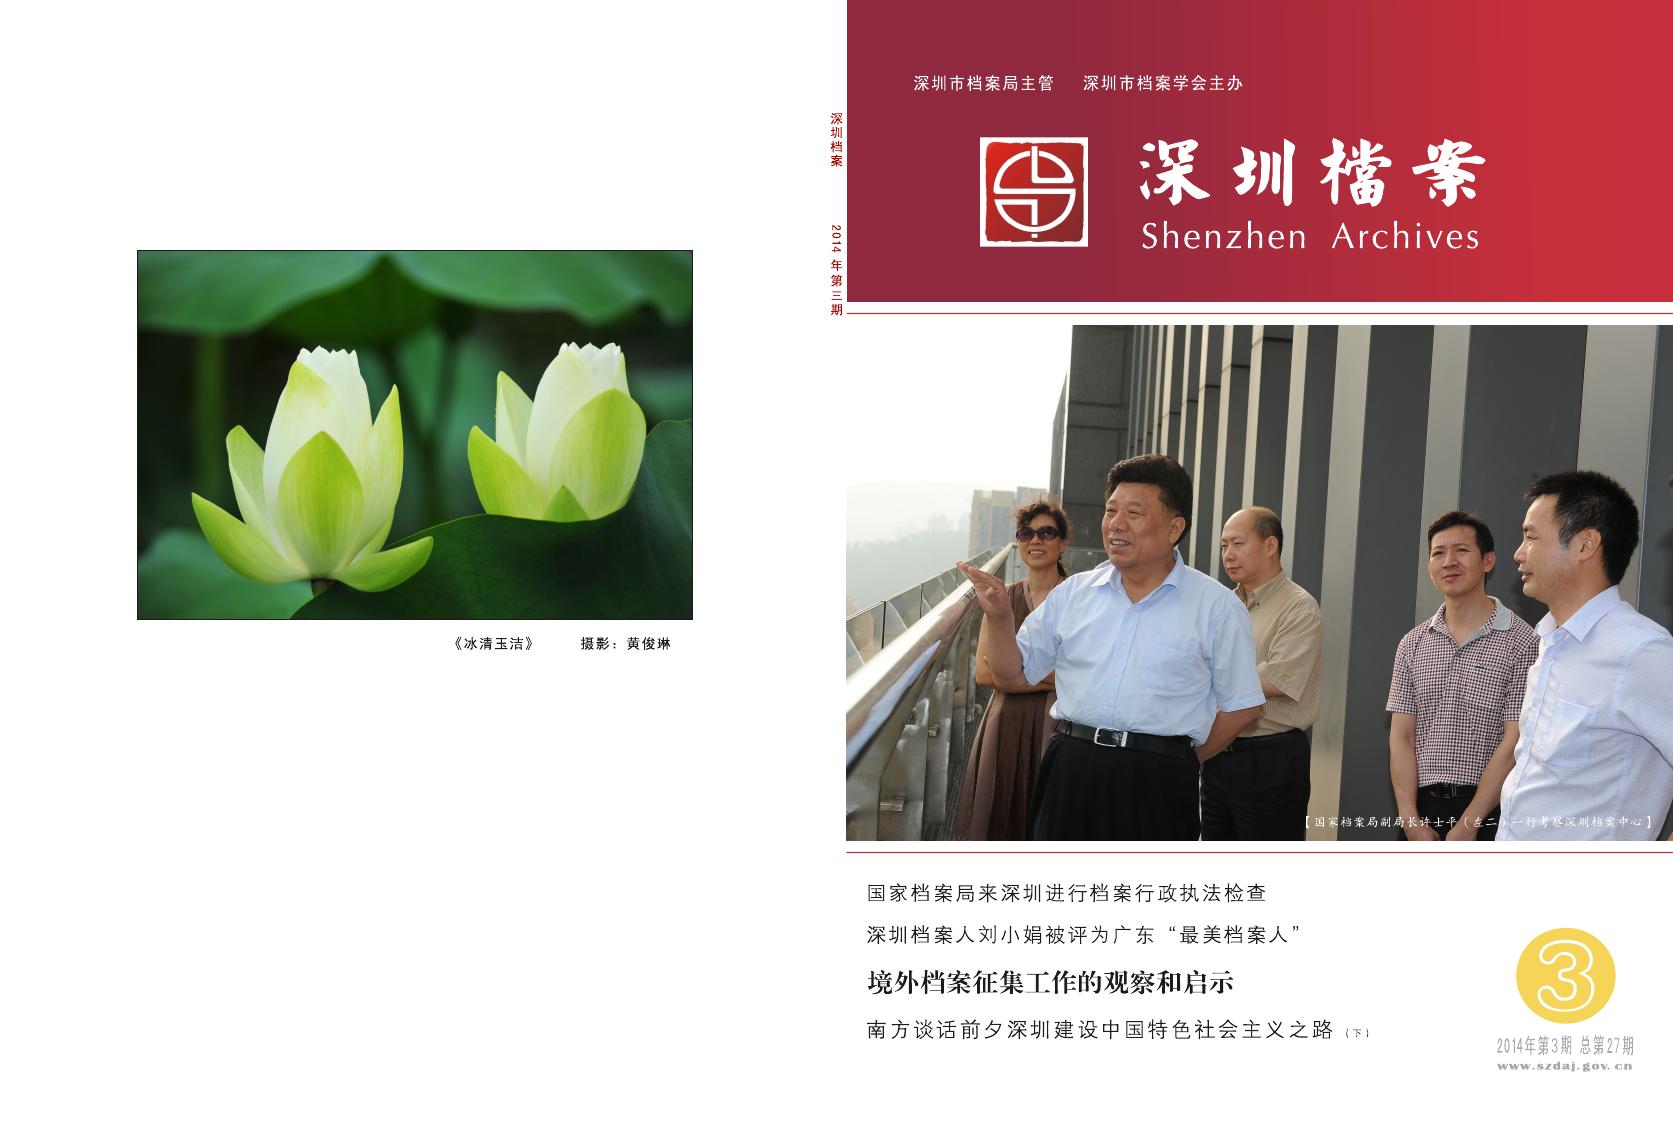 《冰清玉洁》 摄影：黄俊琳
深圳档案 2014年第三期
深圳市档案局主管 深圳市档案学会主办
深圳檔案
Shenzhen Archives
【国家档案局副局长许士平（左二）一行考察深圳档案中心】
国家档案局来深圳进行档案行政执法检查
深圳档案人刘小娟被评为广东“最美档案人”
境外档案征集工作的观察和启示
南方谈话前夕深圳建设中国特色社会主义之路（下）
3
2014年第3期 总第27期
www.szdaj.gov.cn